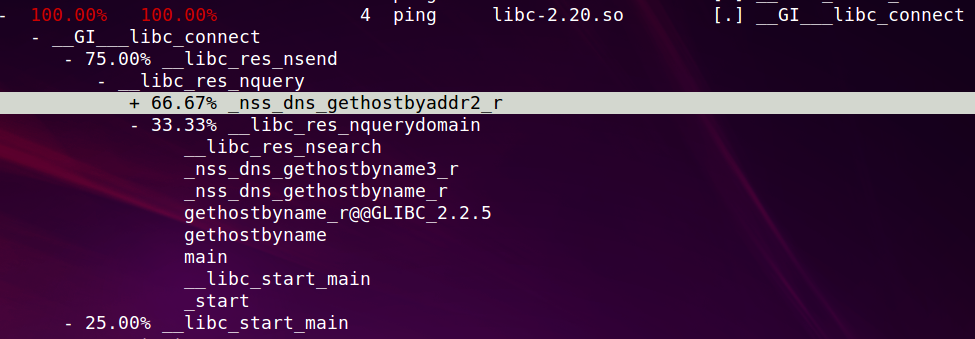 - 100.00% 100.00% 4 ping libc-2.20.so [.] __GI___libc_connect
- __GI___libc_connect
- 75.00% __libc_res_nsend
- __libc_res_nquery
+ 66.67% _nss_dns_gethostbyaddr2_r
- 33.33% __libc_res_nquerydomain
__libc_res_nsearch
_nss_dns_gethostbyname3_r
_nss_dns_gethostbyname_r
gethostbyname_r@@GLIBC_2.2.5
gethostbyname
main
__libc_start_main
_start
- 25.00% __libc_start_main